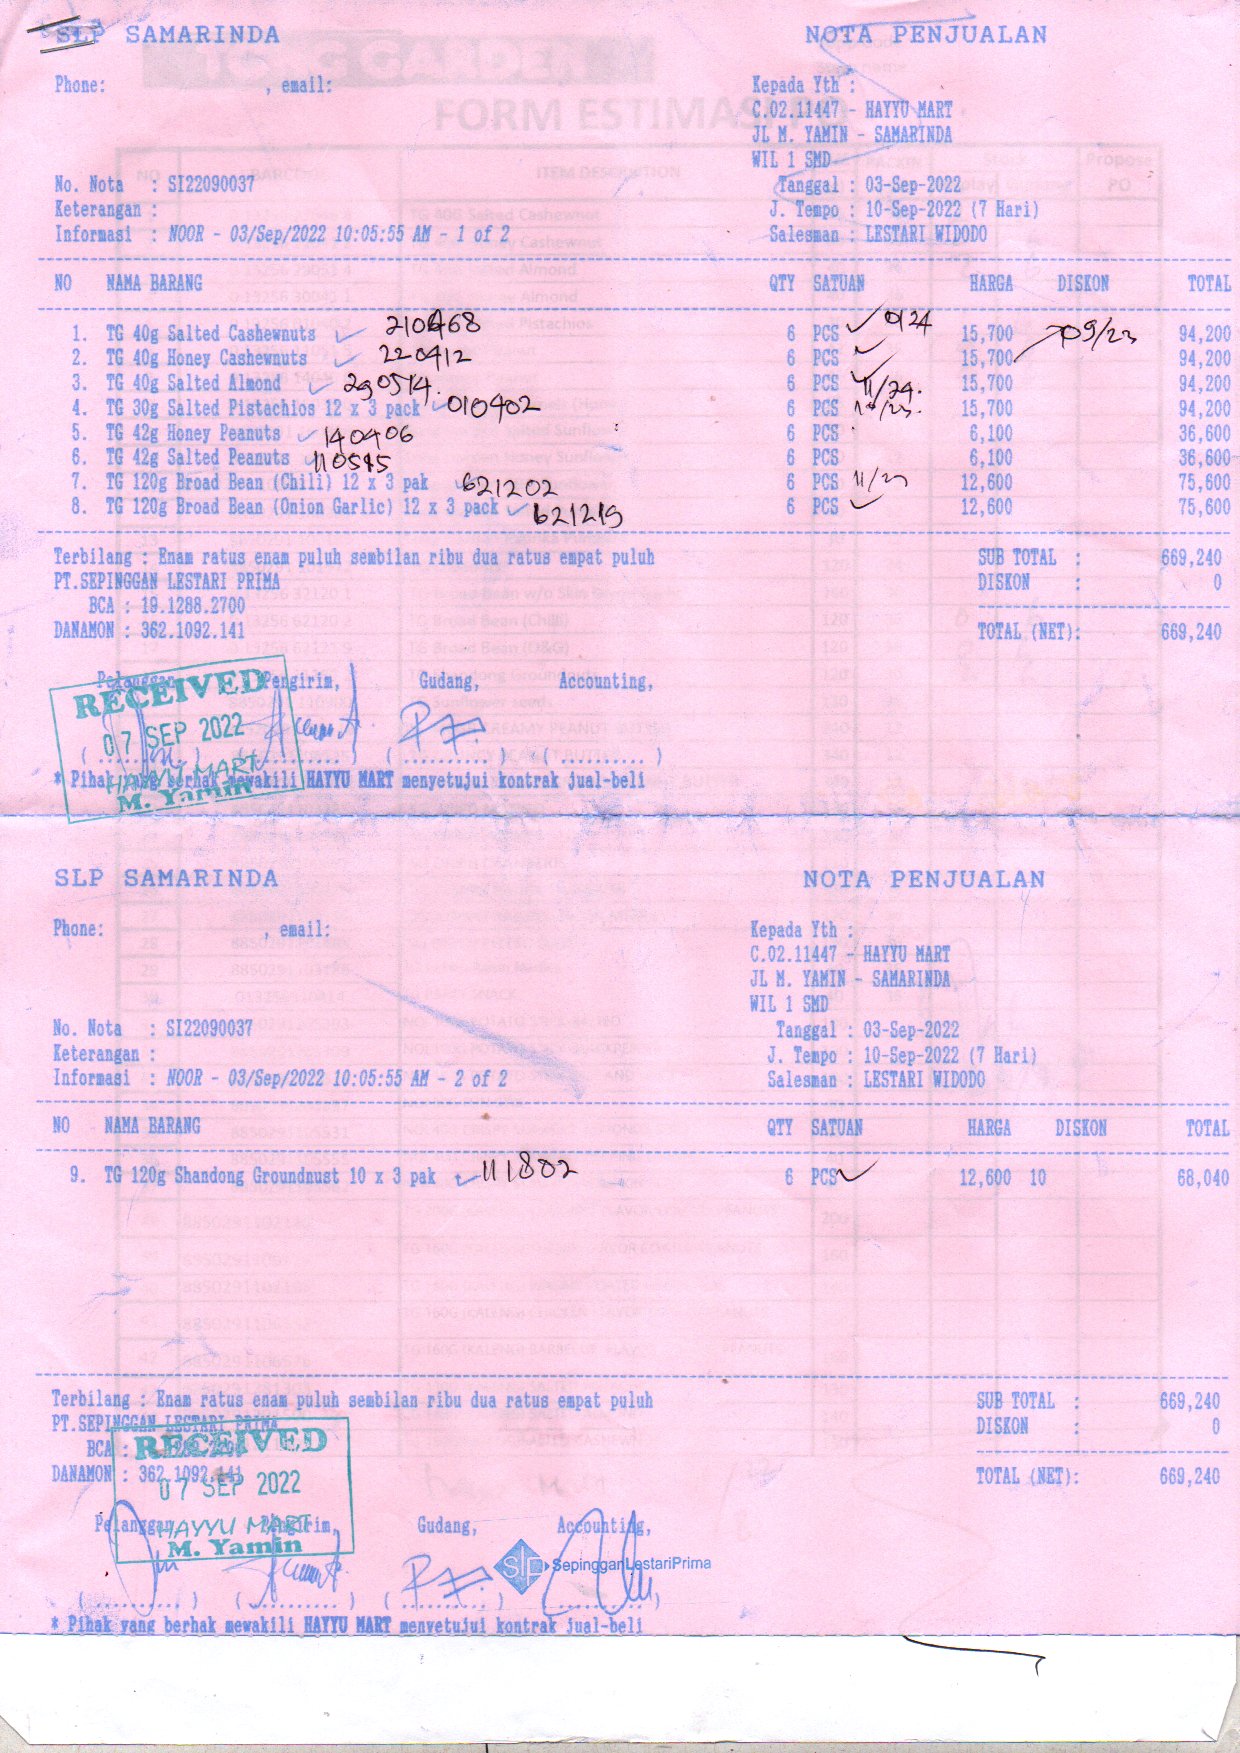 SLP SAMARINDA NOTA PENJUALAN
Phone: , email: Kepada Yth :
C.02.11447 - HAYYU MART
JL M. YAMIN - SAMARINDA
WIL 1 SMD
No. Nota : SI22090037 Tanggal : 03-Sep-2022
Keterangan : J. Tempo : 10-Sep-2022 (7 Hari)
Informasi : NOOR - 03/Sep/2022 10:05:55 AM - 1 of 2 Salesman : LESTARI WIDODO
NO NAMA BARANG QTY SATUAN HARGA DISKON TOTAL
1. TG 40g Salted Cashewnuts 210468 6 PCS 0124 15,700 09/23 94,200
2. TG 40g Honey Cashewnuts 220412 6 PCS 15,700 94,200
3. TG 40g Salted Almond 290514. 6 PCS 11/24. 15,700 94,200
4. TG 30g Salted Pistachios 12 x 3 pack 010402 6 PCS 15,700 94,200
5. TG 42g Honey Peanuts 140406 6 PCS 6,100 36,600
6. TG 42g Salted Peanuts 110545 6 PCS 6,100 36,600
7. TG 120g Broad Bean (Chili) 12 x 3 pak 621202 6 PCS 11/23 12,600 75,600
8. TG 120g Broad Bean (Onion Garlic) 12 x 3 pack 621219 6 PCS 12,600 75,600
Terbilang : Enam ratus enam puluh sembilan ribu dua ratus empat puluh SUB TOTAL : 669,240
PT.SEPINGGAN LESTARI PRIMA DISKON : 0
BCA : 19.1288.2700
DANAMON : 362.1092.141 TOTAL (NET): 669,240
Pelanggan Pengirim, Gudang, Accounting,
RECEIVED
07 SEP 2022
HAYYU MART
M. Yamin
* Pihak yang berhak mewakili HAYYU MART menyetujui kontrak jual-beli
SLP SAMARINDA NOTA PENJUALAN
Phone: , email: Kepada Yth :
C.02.11447 - HAYYU MART
JL M. YAMIN - SAMARINDA
WIL 1 SMD
No. Nota : SI22090037 Tanggal : 03-Sep-2022
Keterangan : J. Tempo : 10-Sep-2022 (7 Hari)
Informasi : NOOR - 03/Sep/2022 10:05:55 AM - 2 of 2 Salesman : LESTARI WIDODO
NO NAMA BARANG QTY SATUAN HARGA DISKON TOTAL
9. TG 120g Shandong Groundnust 10 x 3 pak 111802 6 PCS 12,600 10 68,040
Terbilang : Enam ratus enam puluh sembilan ribu dua ratus empat puluh SUB TOTAL : 669,240
PT.SEPINGGAN LESTARI PRIMA DISKON : 0
BCA :
DANAMON : 362.1092.141 TOTAL (NET): 669,240
RECEIVED
07 SEP 2022
Pelanggan Pengirim, Gudang, Accounting,
HAYYU MART
M. Yamin
SLP SepingganLestariPrima
* Pihak yang berhak mewakili HAYYU MART menyetujui kontrak jual-beli